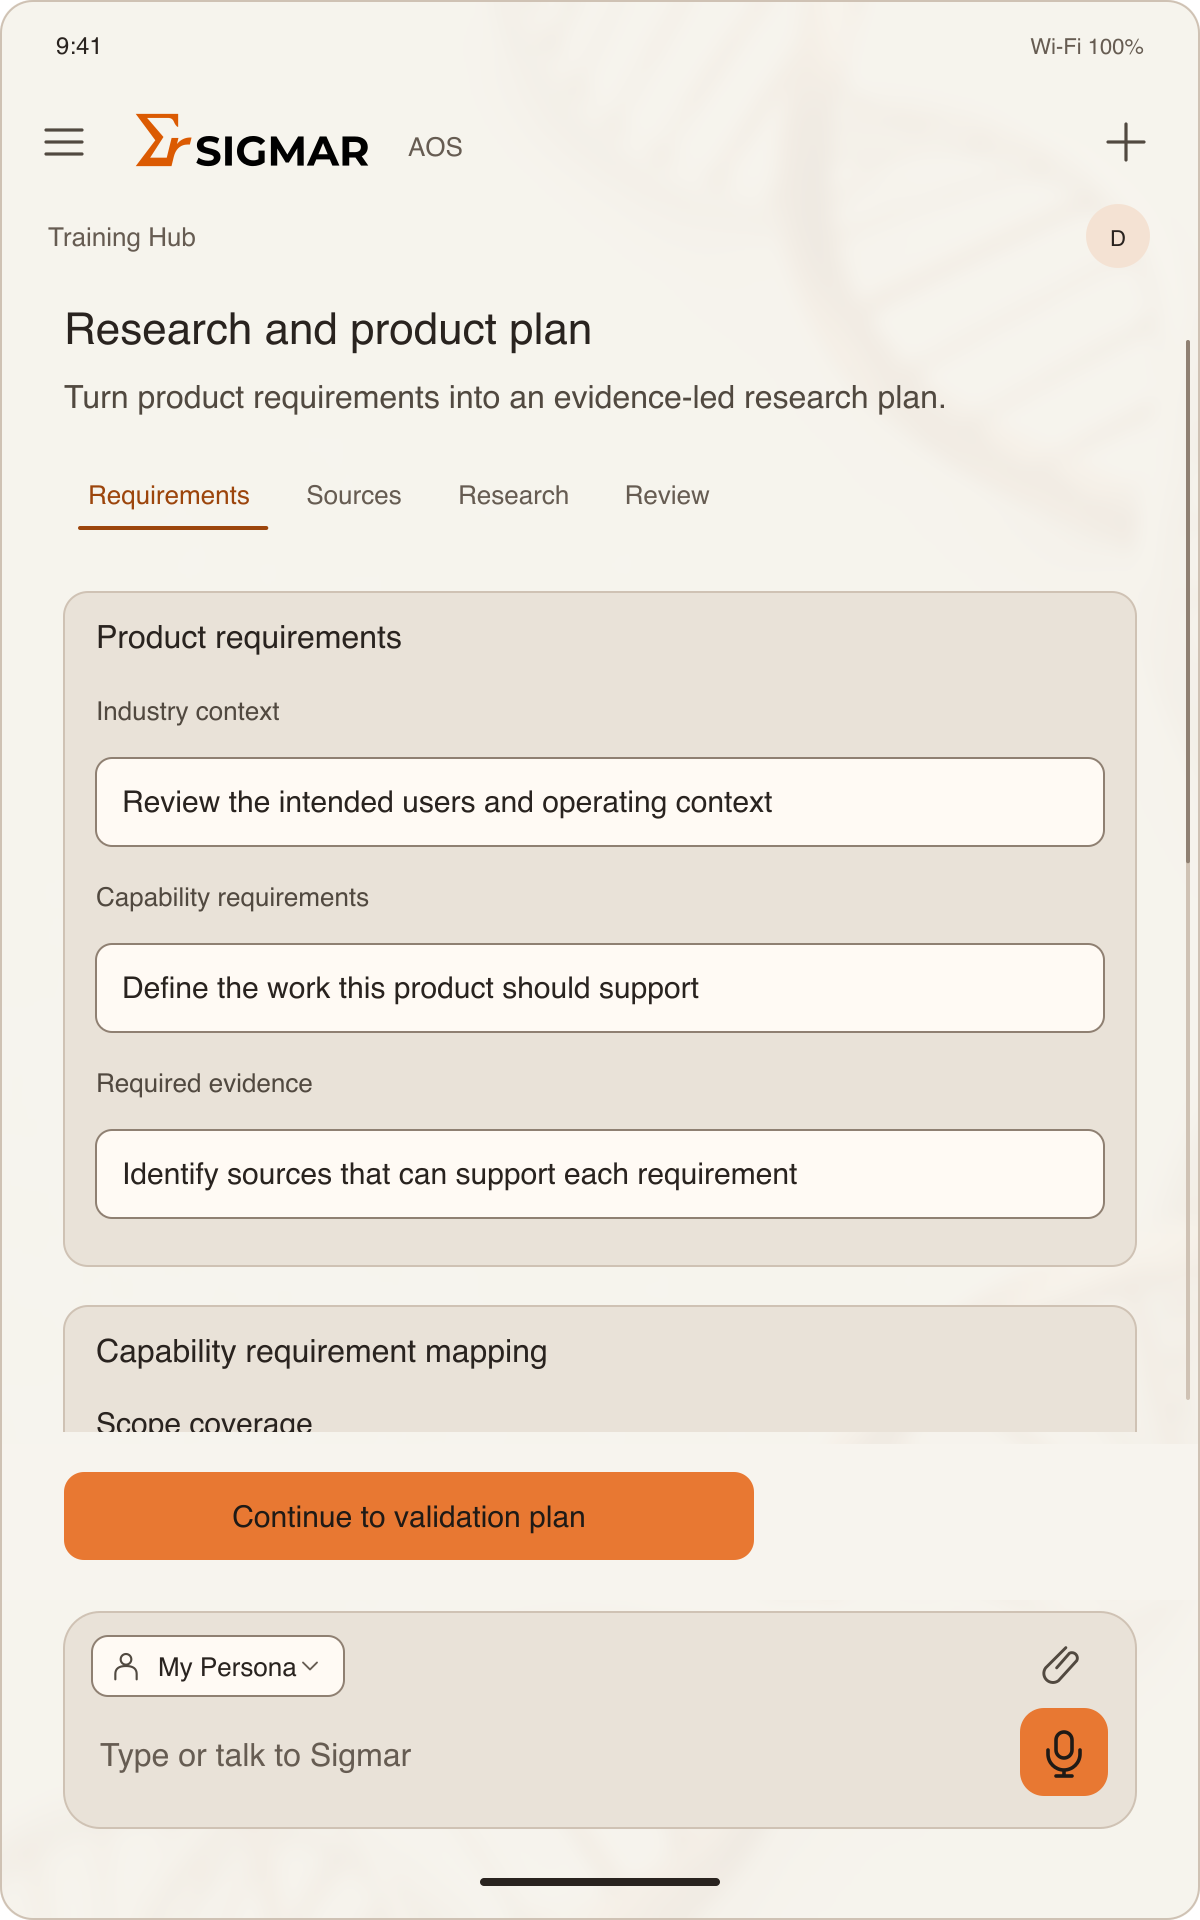 9:41
Wi-Fi 100%
Σr SIGMAR AOS
Training Hub
D
Research and product plan
Turn product requirements into an evidence-led research plan.
Requirements Sources Research Review
Product requirements
Industry context
Review the intended users and operating context
Capability requirements
Define the work this product should support
Required evidence
Identify sources that can support each requirement
Capability requirement mapping
Scope coverage
Continue to validation plan
My Persona
Type or talk to Sigmar